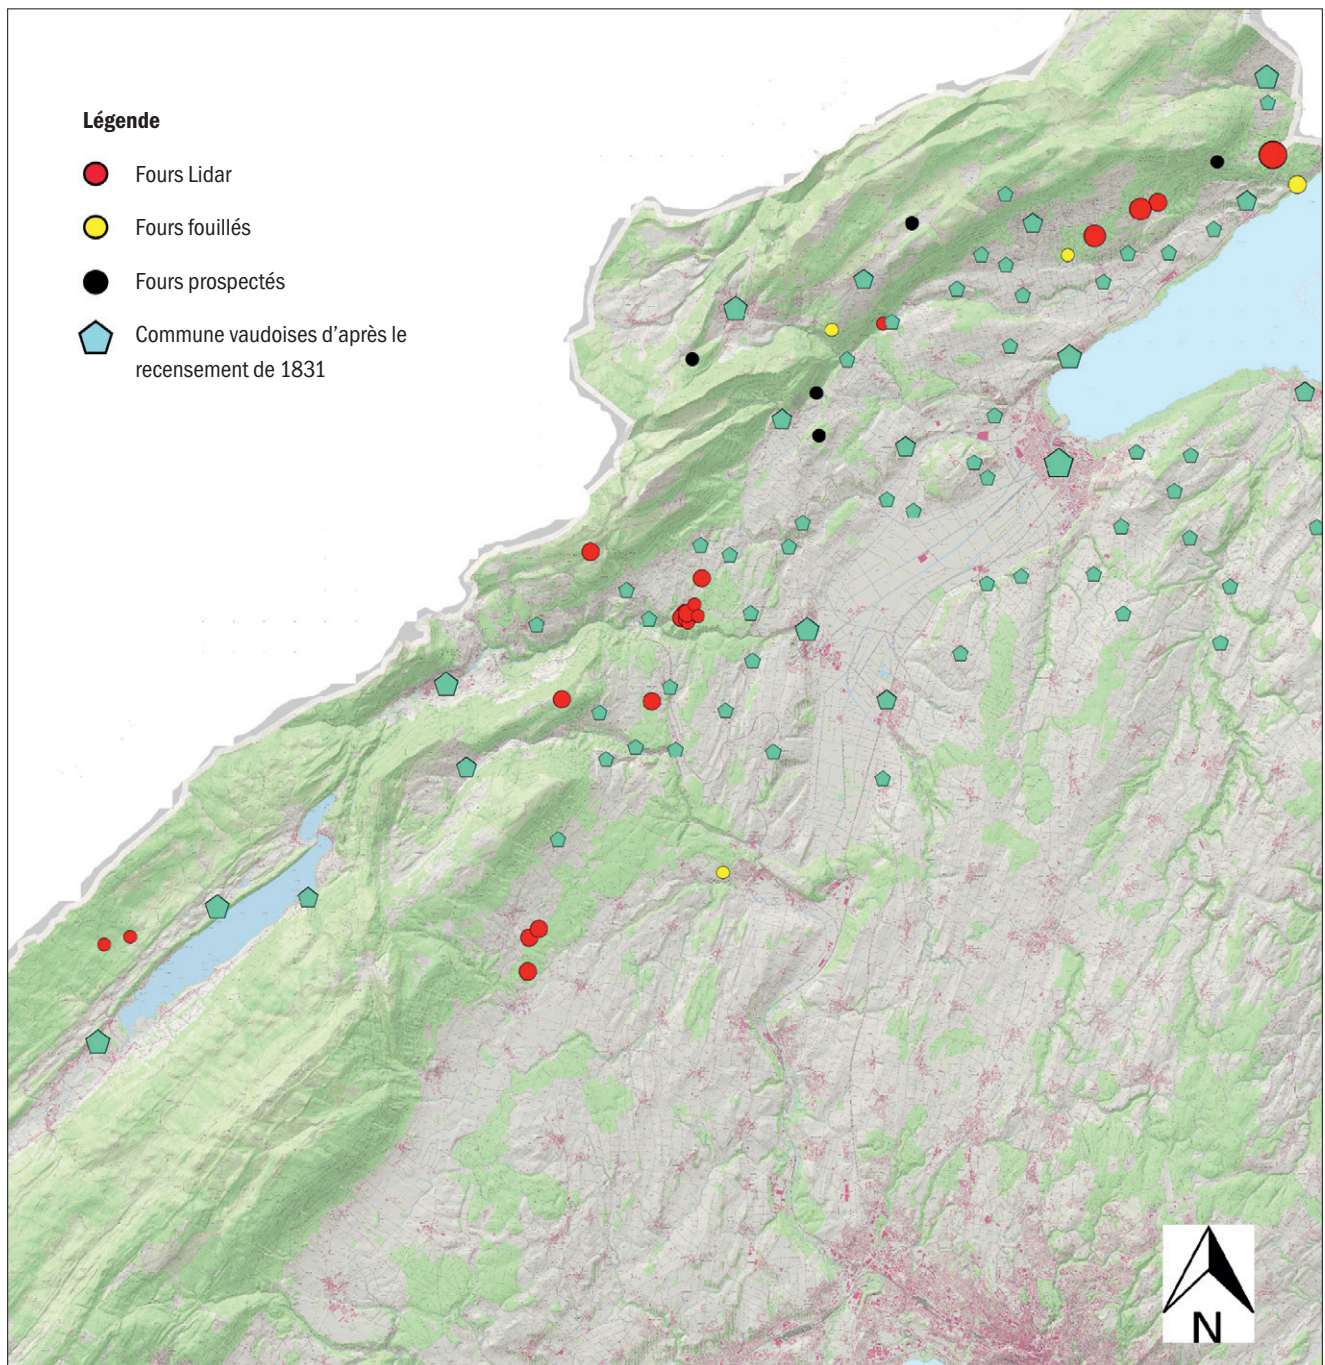 Légende
Fours Lidar
Fours fouillés
Fours prospectés
Commune vaudoises d'après le
recensement de 1831
N